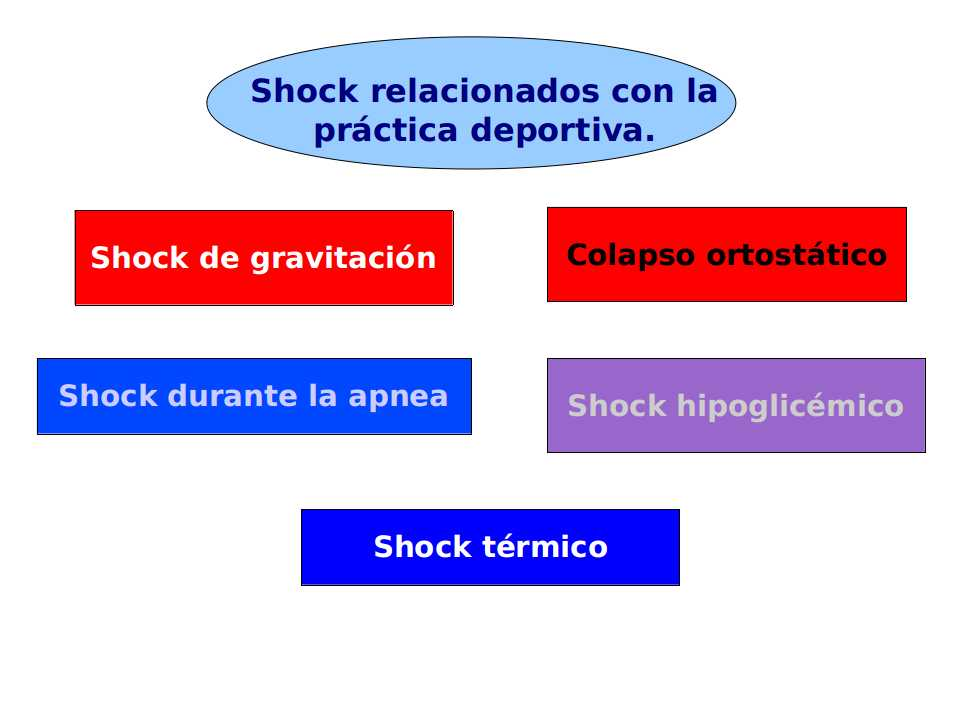 Shock relacionados con la
práctica deportiva.
Shock de gravitación
Colapso ortostático
Shock durante la apnea
Shock hipoglicémico
Shock térmico